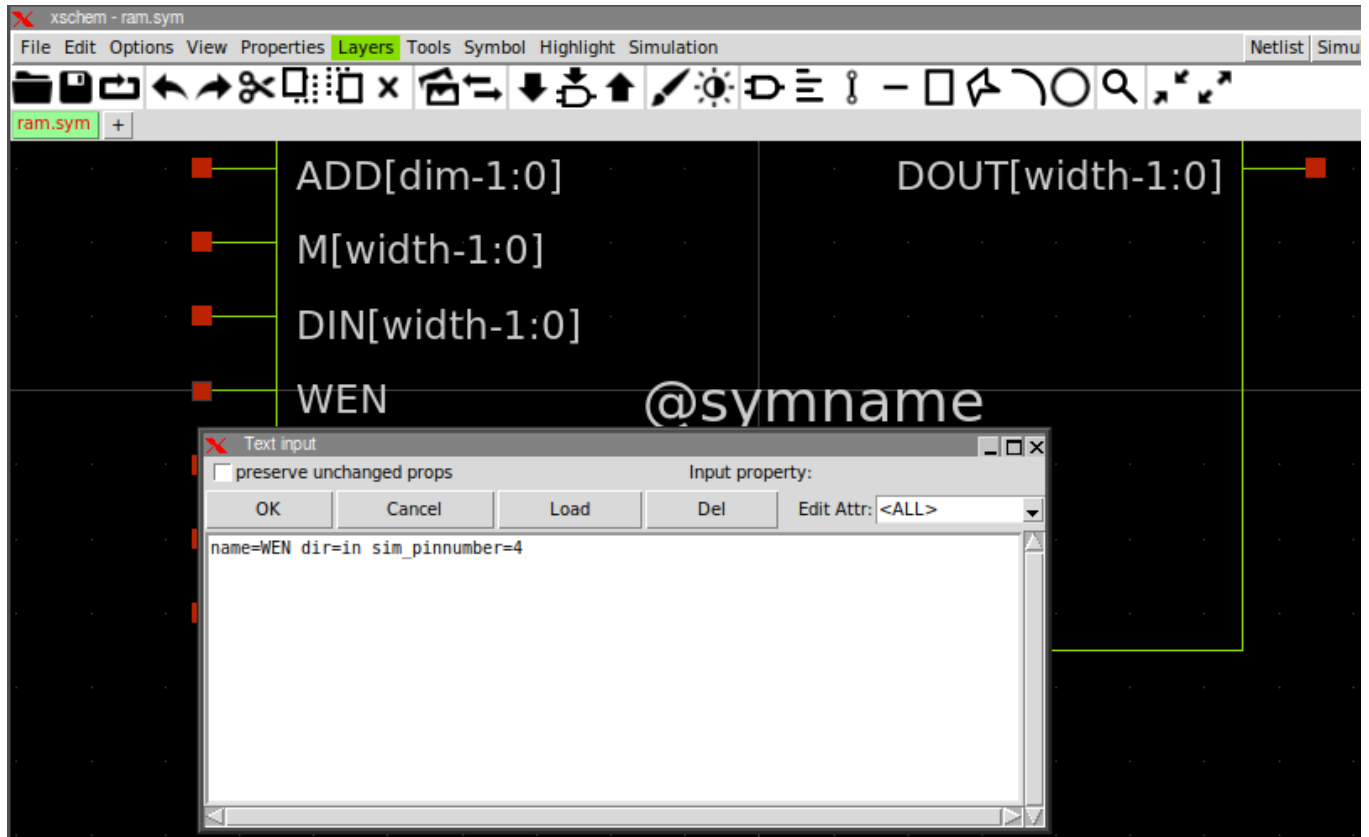 xschem - ram.sym
File Edit Options View Properties Layers Tools Symbol Highlight Simulation Netlist Simu
ram.sym +
ADD[dim-1:0] DOUT[width-1:0]
M[width-1:0]
DIN[width-1:0]
WEN @symname
Text input
preserve unchanged props Input property:
OK Cancel Load Del Edit Attr: <ALL>
name=WEN dir=in sim_pinnumber=4